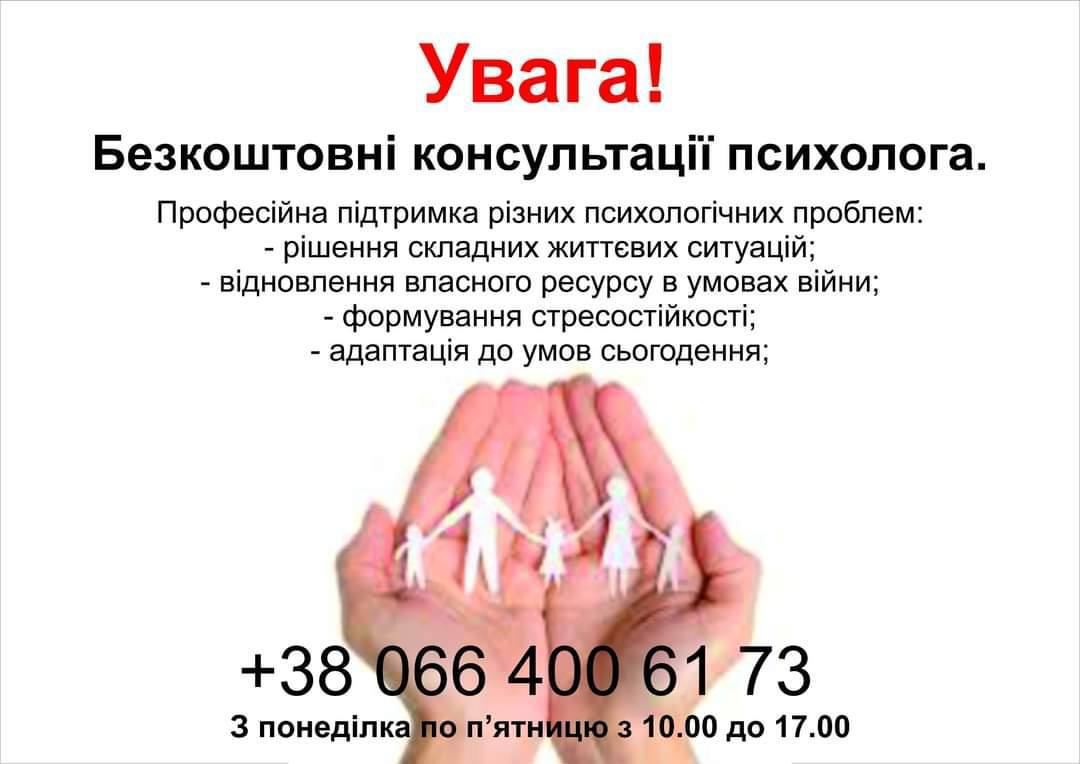 Увага!
Безкоштовні консультації психолога.
Професійна підтримка різних психологічних проблем:
- рішення складних життєвих ситуацій;
- відновлення власного ресурсу в умовах війни;
- формування стресостійкості;
- адаптація до умов сьогодення;
+38 066 400 61 73
З понеділка по п’ятницю з 10.00 до 17.00